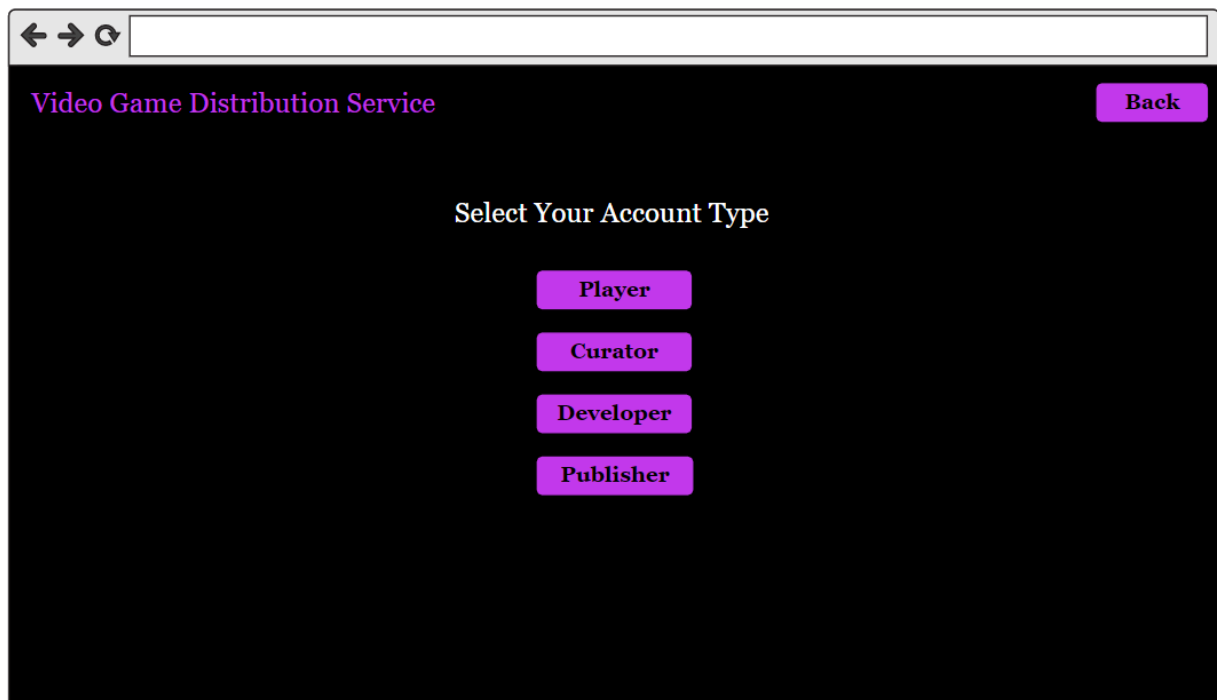 Video Game Distribution Service
Back
Select Your Account Type
Player
Curator
Developer
Publisher